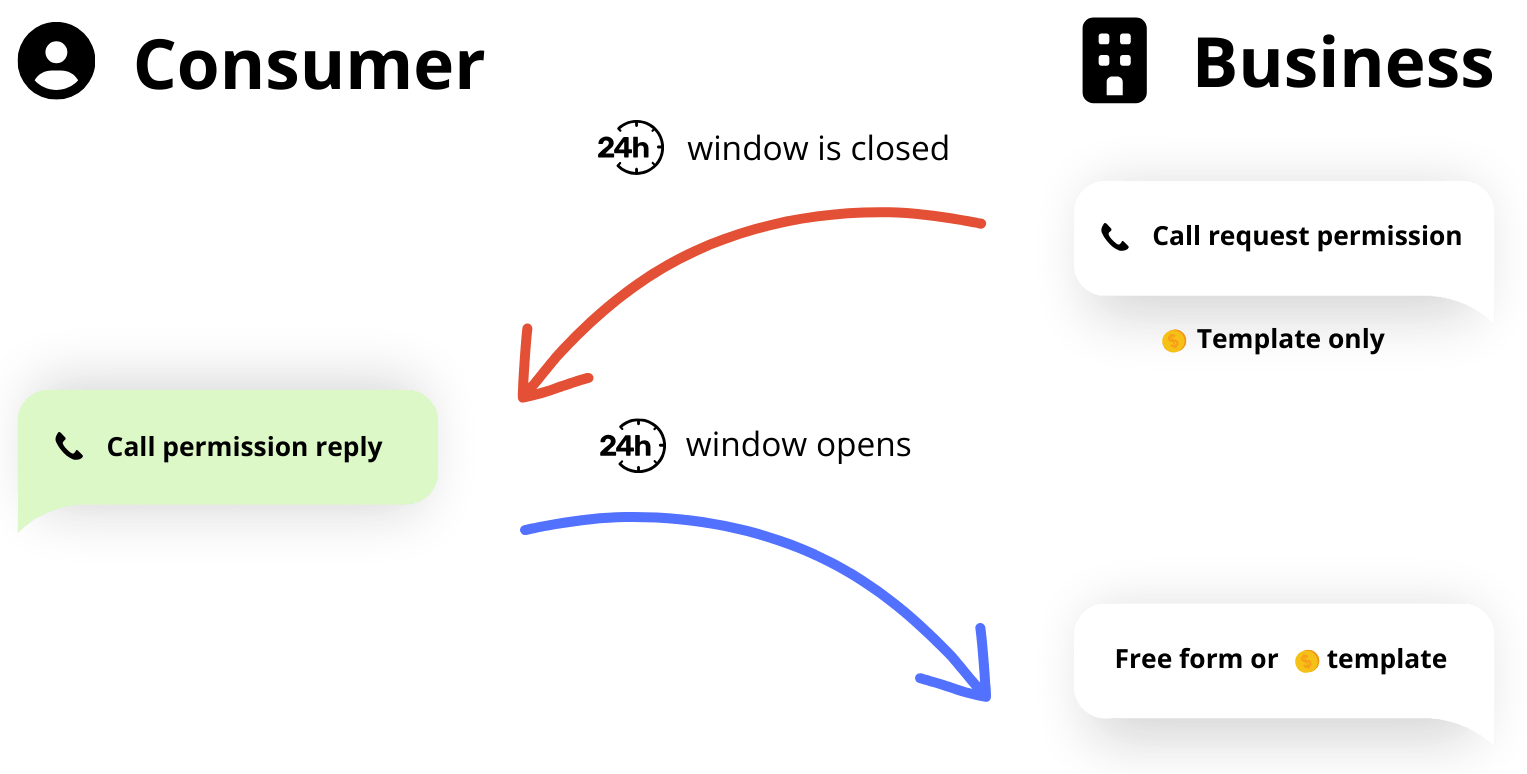 Consumer
Business
24h window is closed
Call request permission
$ Template only
Call permission reply
24h window opens
Free form or $ template